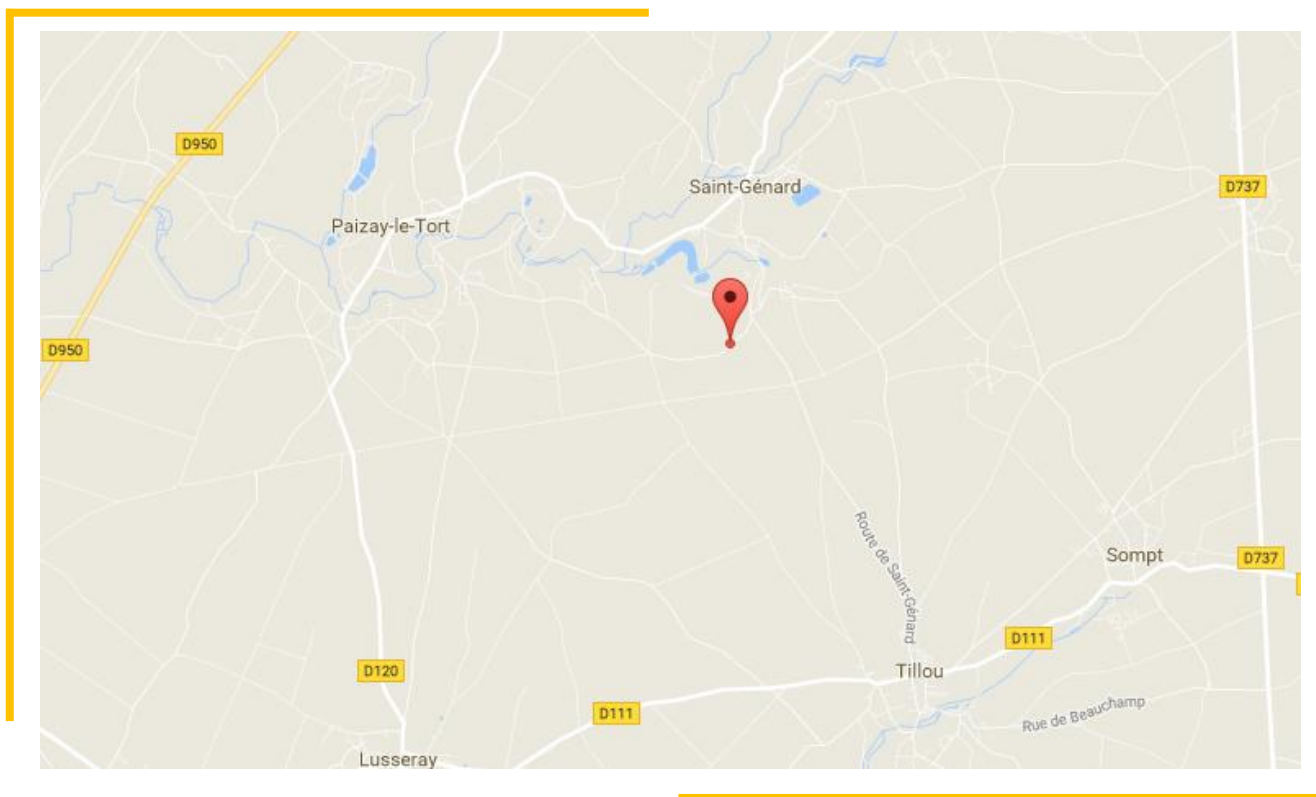 D950
Saint-Génard
D737
Paizay-le-Tort
D950
Route de Saint-Génard
Sompt
D737
D111
D120
Tillou
D111
Rue de Beauchamp
Lusseray